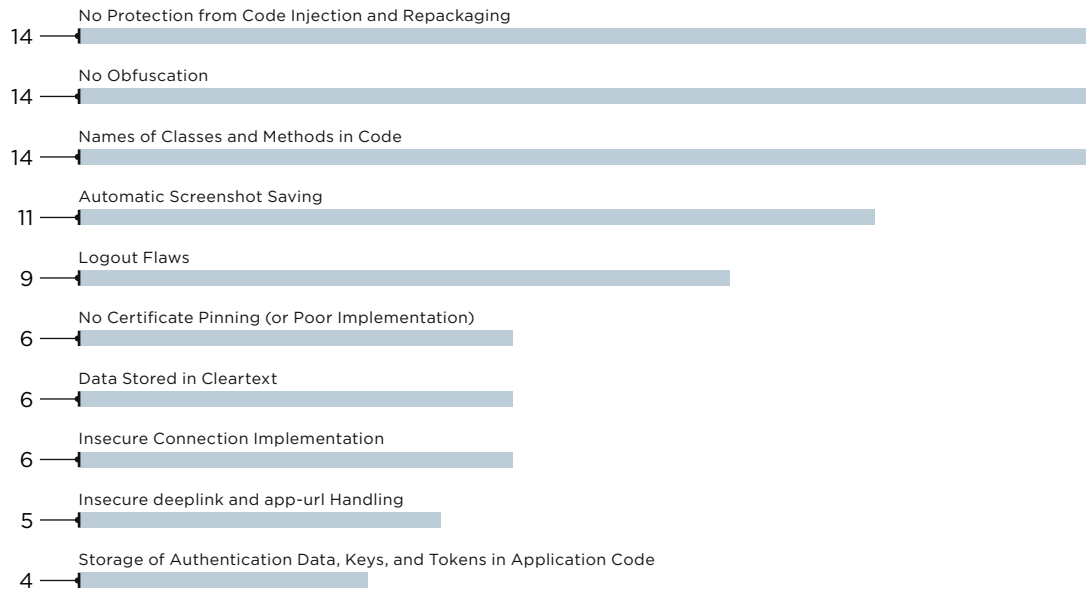 No Protection from Code Injection and Repackaging
14
No Obfuscation
14
Names of Classes and Methods in Code
14
Automatic Screenshot Saving
11
Logout Flaws
9
No Certificate Pinning (or Poor Implementation)
6
Data Stored in Cleartext
6
Insecure Connection Implementation
6
Insecure deeplink and app-url Handling
5
Storage of Authentication Data, Keys, and Tokens in Application Code
4